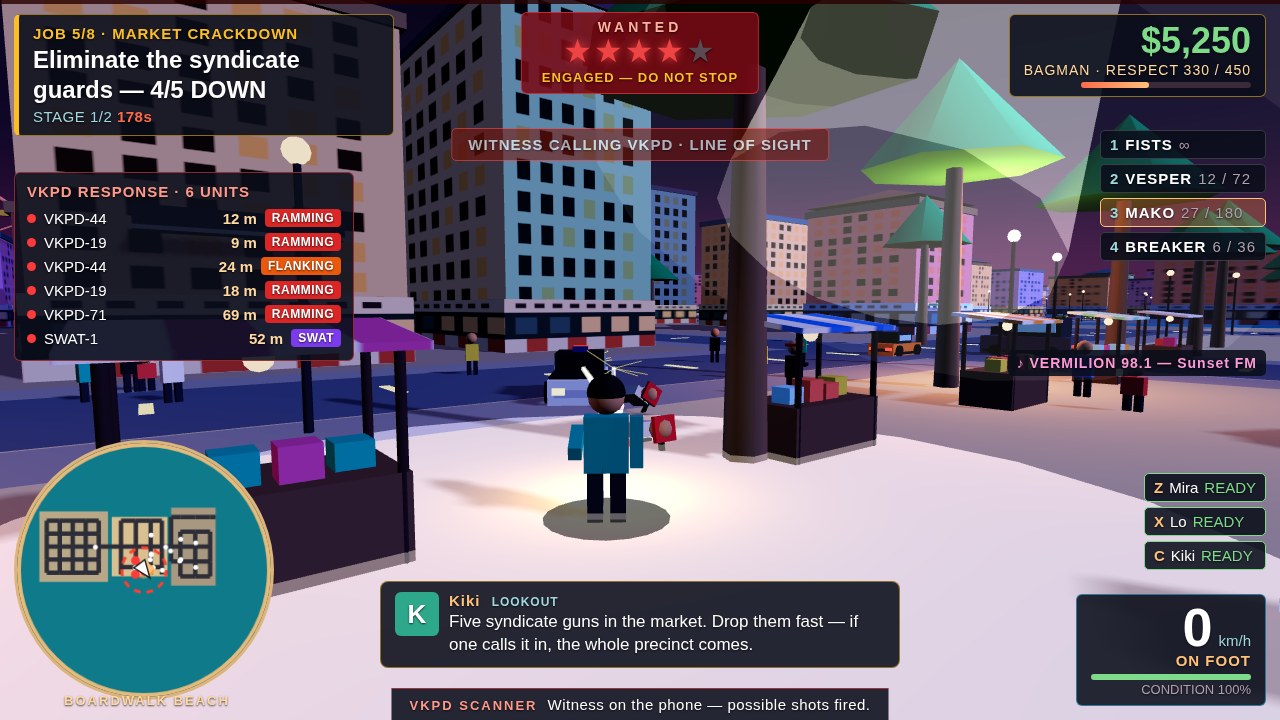 JOB 5/8 · MARKET CRACKDOWN
Eliminate the syndicate
guards — 4/5 DOWN
STAGE 1/2 178s
WANTED
ENGAGED — DO NOT STOP
WITNESS CALLING VKPD · LINE OF SIGHT
$5,250
BAGMAN · RESPECT 330 / 450
1 FISTS ∞
2 VESPER 12 / 72
3 MAKO 27 / 180
4 BREAKER 6 / 36
VKPD RESPONSE · 6 UNITS
VKPD-44 12 m RAMMING
VKPD-19 9 m RAMMING
VKPD-44 24 m FLANKING
VKPD-19 18 m RAMMING
VKPD-71 69 m RAMMING
SWAT-1 52 m SWAT
♪ VERMILION 98.1 — Sunset FM
Z Mira READY
X Lo READY
C Kiki READY
K
Kiki LOOKOUT
Five syndicate guns in the market. Drop them fast — if
one calls it in, the whole precinct comes.
0 km/h
ON FOOT
CONDITION 100%
BOARDWALK BEACH
VKPD SCANNER Witness on the phone — possible shots fired.